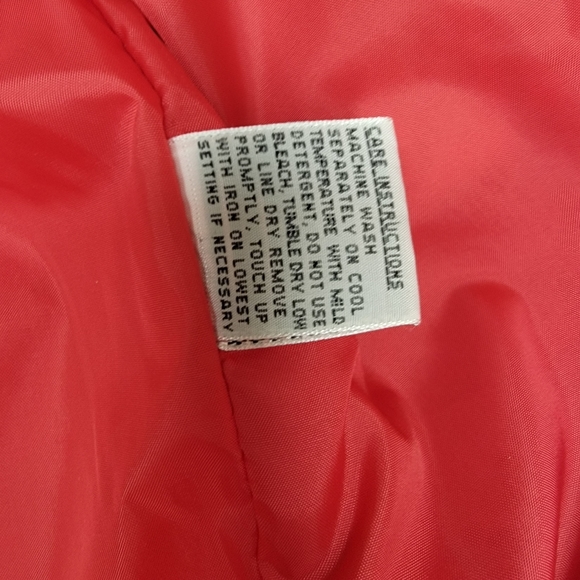 CARE INSTRUCTIONS
MACHINE WASH
SEPARATELY ON COOL
TEMPERATURE WITH MILD
DETERGENT, DO NOT USE
BLEACH, TUMBLE DRY LOW
OR LINE DRY REMOVE
PROMPTLY, TOUCH UP
WITH IRON ON LOWEST
SETTING IF NECESSARY